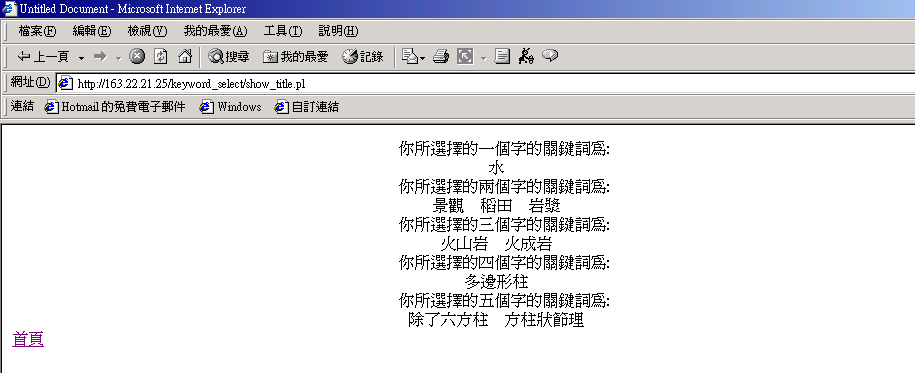 Untitled Document - Microsoft Internet Explorer
檔案(F) 編輯(E) 檢視(V) 我的最愛(A) 工具(T) 說明(H)
上一頁 搜尋 我的最愛 記錄
網址(D) http://163.22.21.25/keyword_select/show_title.pl
連結 Hotmail 的免費電子郵件 Windows 自訂連結
你所選擇的一個字的關鍵詞為:
水
你所選擇的兩個字的關鍵詞為:
景觀 稻田 岩漿
你所選擇的三個字的關鍵詞為:
火山岩 火成岩
你所選擇的四個字的關鍵詞為:
多邊形柱
你所選擇的五個字的關鍵詞為:
除了六方柱 方柱狀節理
首頁